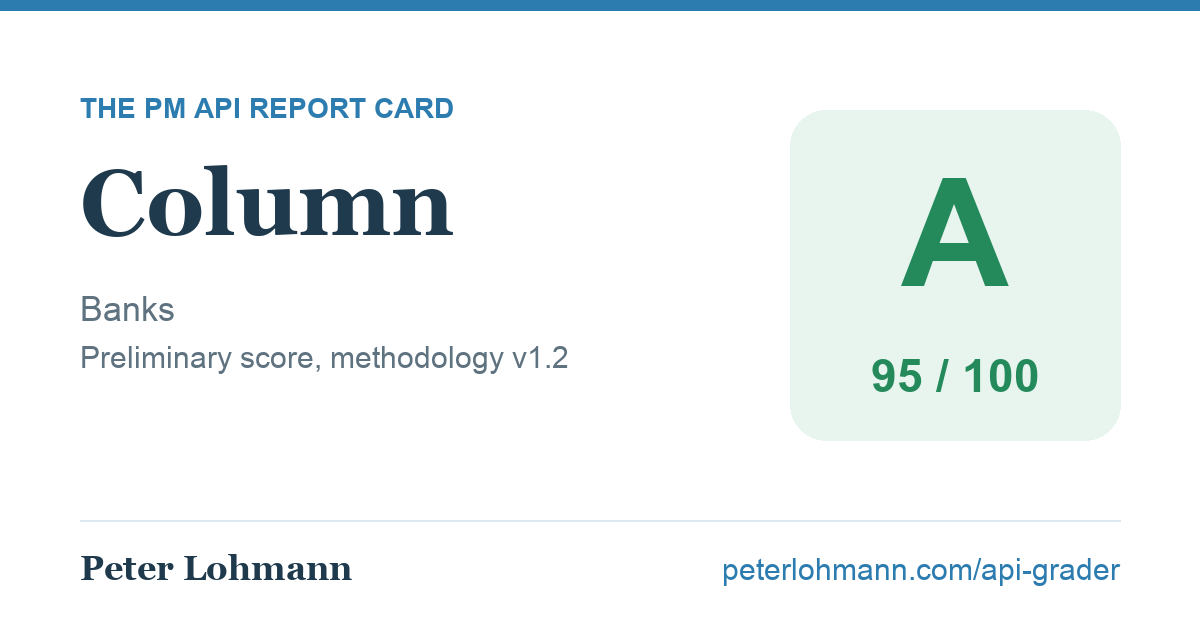 THE PM API REPORT CARD
Column
Banks
Preliminary score, methodology v1.2
A
95 / 100
Peter Lohmann
peterlohmann.com/api-grader